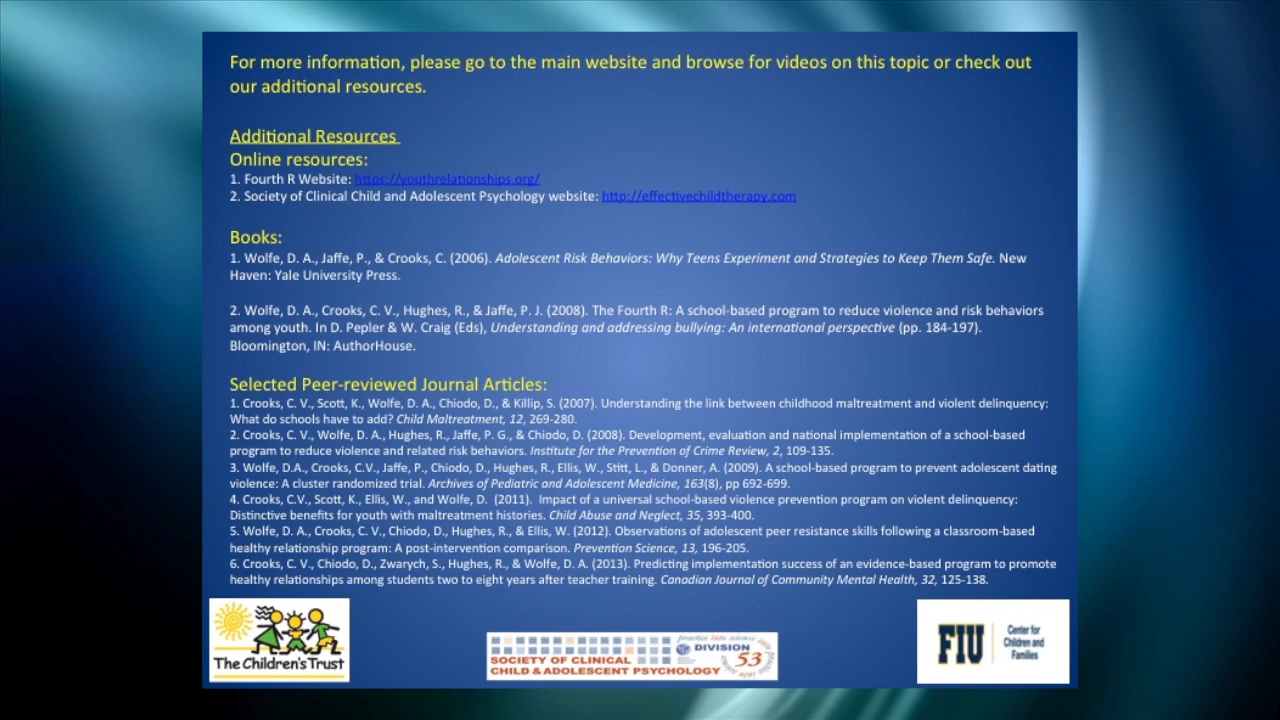 For more information, please go to the main website and browse for videos on this topic or check out
our additional resources.
Additional Resources
Online resources:
1. Fourth R Website: https://youthrelationships.org/
2. Society of Clinical Child and Adolescent Psychology website: http://effectivechildtherapy.com
Books:
1. Wolfe, D. A., Jaffe, P., & Crooks, C. (2006). Adolescent Risk Behaviors: Why Teens Experiment and Strategies to Keep Them Safe. New
Haven: Yale University Press.
2. Wolfe, D. A., Crooks, C. V., Hughes, R., & Jaffe, P. J. (2008). The Fourth R: A school-based program to reduce violence and risk behaviors
among youth. In D. Pepler & W. Craig (Eds), Understanding and addressing bullying: An international perspective (pp. 184-197).
Bloomington, IN: AuthorHouse.
Selected Peer-reviewed Journal Articles:
1. Crooks, C. V., Scott, K., Wolfe, D. A., Chiodo, D., & Killip, S. (2007). Understanding the link between childhood maltreatment and violent delinquency:
What do schools have to add? Child Maltreatment, 12, 269-280.
2. Crooks, C. V., Wolfe, D. A., Hughes, R., Jaffe, P. G., & Chiodo, D. (2008). Development, evaluation and national implementation of a school-based
program to reduce violence and related risk behaviors. Institute for the Prevention of Crime Review, 2, 109-135.
3. Wolfe, D.A., Crooks, C.V., Jaffe, P., Chiodo, D., Hughes, R., Ellis, W., Stitt, L., & Donner, A. (2009). A school-based program to prevent adolescent dating
violence: A cluster randomized trial. Archives of Pediatric and Adolescent Medicine, 163(8), pp 692-699.
4. Crooks, C.V., Scott, K., Ellis, W., and Wolfe, D. (2011). Impact of a universal school-based violence prevention program on violent delinquency:
Distinctive benefits for youth with maltreatment histories. Child Abuse and Neglect, 35, 393-400.
5. Wolfe, D. A., Crooks, C. V., Chiodo, D., Hughes, R., & Ellis, W. (2012). Observations of adolescent peer resistance skills following a classroom-based
healthy relationship program: A post-intervention comparison. Prevention Science, 13, 196-205.
6. Crooks, C. V., Chiodo, D., Zwarych, S., Hughes, R., & Wolfe, D. A. (2013). Predicting implementation success of an evidence-based program to promote
healthy relationships among students two to eight years after teacher training. Canadian Journal of Community Mental Health, 32, 125-138.
The Children's Trust
practice into science into
DIVISION
53
SOCIETY OF CLINICAL
CHILD & ADOLESCENT PSYCHOLOGY
FIU
Center for
Children and
Families